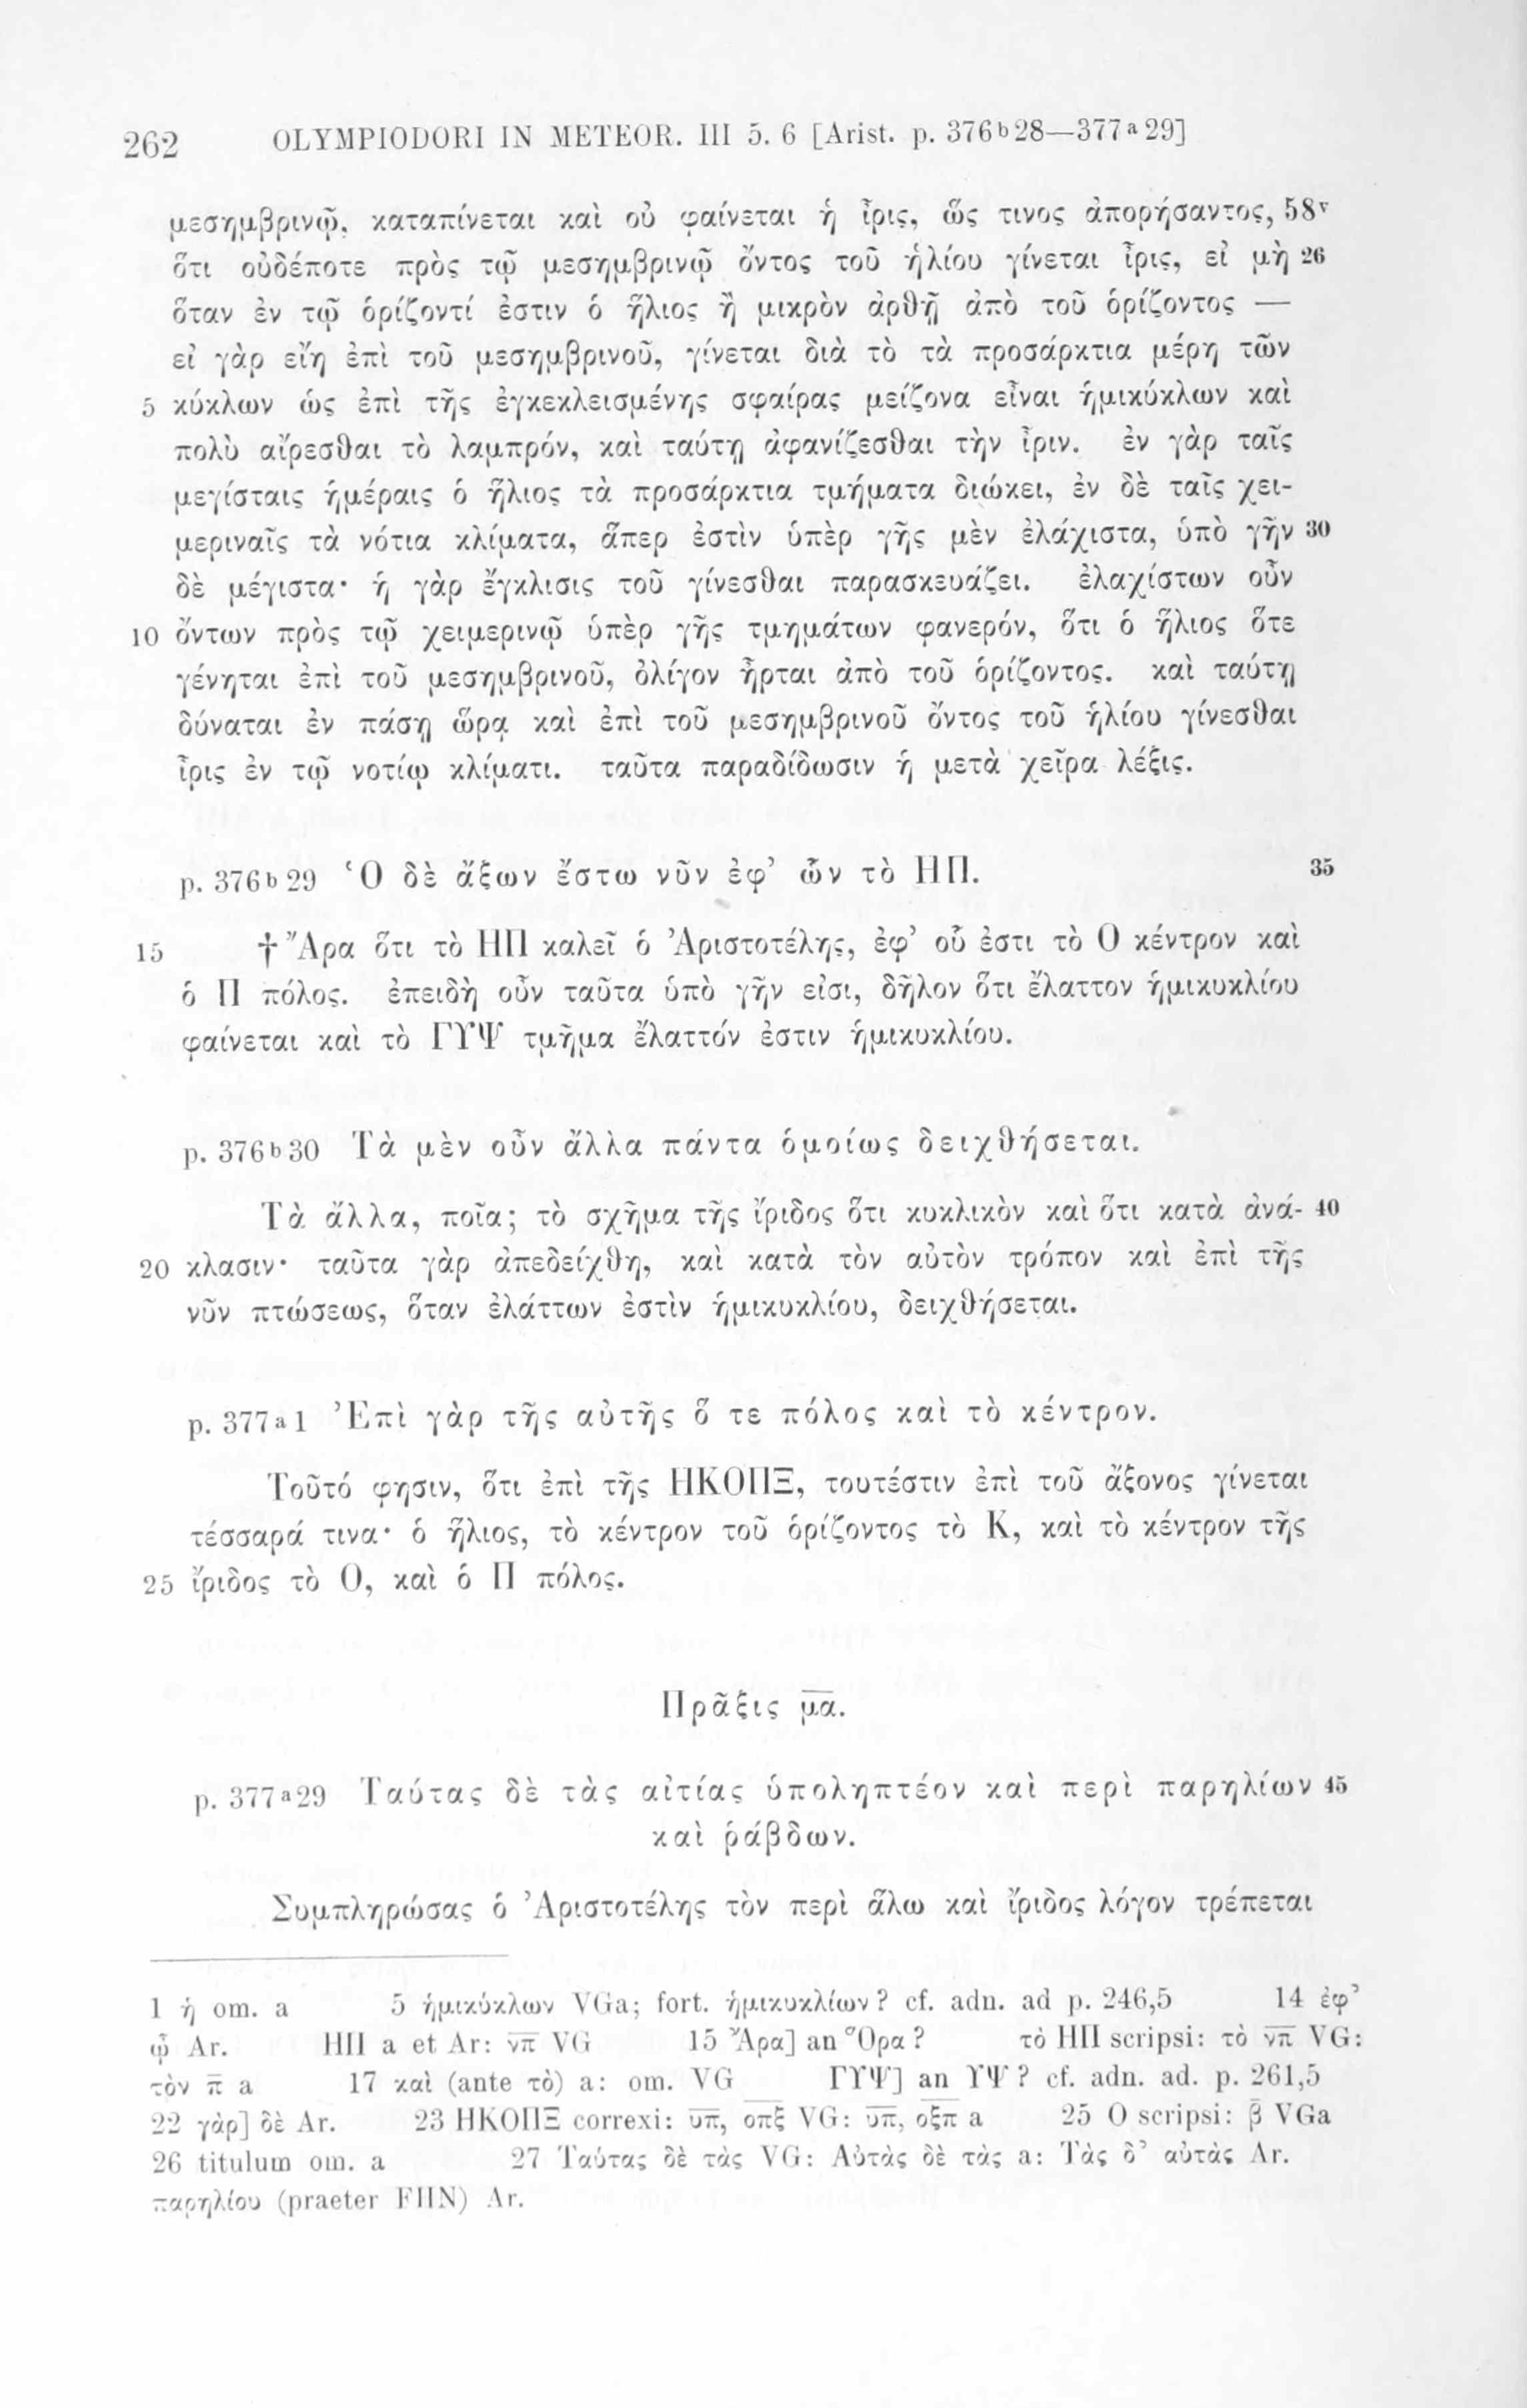 262 OLYMPIODORI IN METEOR. III 5. 6 [Arist. p. 376b28—377a29]
μεσημβρινῷ, καταπίνεται καὶ οὐ φαίνεται ἡ ἶρις, ὥς τινος ἀπορήσαντος, 58v
ὅτι οὐδέποτε πρὸς τῷ μεσημβρινῷ ὄντος τοῦ ἡλίου γίνεται ἶρις, εἰ μὴ 26
ὅταν ἐν τῷ ὁρίζοντί ἐστιν ὁ ἥλιος ἢ μικρὸν ἀρθῇ ἀπὸ τοῦ ὁρίζοντος —
εἰ γὰρ εἴη ἐπὶ τοῦ μεσημβρινοῦ, γίνεται διὰ τὸ τὰ προσάρκτια μέρη τῶν
5 κύκλων ὡς ἐπὶ τῆς ἐγκεκλεισμένης σφαίρας μείζονα εἶναι ἡμικύκλων καὶ
πολὺ αἴρεσθαι τὸ λαμπρόν, καὶ ταύτῃ ἀφανίζεσθαι τὴν ἶριν. ἐν γὰρ ταῖς
μεγίσταις ἡμέραις ὁ ἥλιος τὰ προσάρκτια τμήματα διώκει, ἐν δὲ ταῖς χει-
μεριναῖς τὰ νότια κλίματα, ἅπερ ἐστὶν ὑπὲρ γῆς μὲν ἐλάχιστα, ὑπὸ γῆν 30
δὲ μέγιστα· ἡ γὰρ ἔγκλισις τοῦ γίνεσθαι παρασκευάζει. ἐλαχίστων οὖν
10 ὄντων πρὸς τῷ χειμερινῷ ὑπὲρ γῆς τμημάτων φανερόν, ὅτι ὁ ἥλιος ὅτε
γένηται ἐπὶ τοῦ μεσημβρινοῦ, ὀλίγον ἦρται ἀπὸ τοῦ ὁρίζοντος. καὶ ταύτῃ
δύναται ἐν πάσῃ ὥρᾳ καὶ ἐπὶ τοῦ μεσημβρινοῦ ὄντος τοῦ ἡλίου γίνεσθαι
ἶρις ἐν τῷ νοτίῳ κλίματι. ταῦτα παραδίδωσιν ἡ μετὰ χεῖρα λέξις.
p. 376b29 Ὁ δὲ ἄξων ἔστω νῦν ἐφ’ ὧν τὸ ΗΠ. 35
15 † Ἄρα ὅτι τὸ ΗΠ καλεῖ ὁ Ἀριστοτέλης, ἐφ’ οὗ ἐστι τὸ Ο κέντρον καὶ
ὁ Π πόλος. ἐπειδὴ οὖν ταῦτα ὑπὸ γῆν εἰσι, δῆλον ὅτι ἔλαττον ἡμικυκλίου
φαίνεται καὶ τὸ ΓΥΨ τμῆμα ἔλαττόν ἐστιν ἡμικυκλίου.
p. 376b30 Τὰ μὲν οὖν ἄλλα πάντα ὁμοίως δειχθήσεται.
Τὰ ἄλλα, ποῖα; τὸ σχῆμα τῆς ἴριδος ὅτι κυκλικὸν καὶ ὅτι κατὰ ἀνά- 40
20 κλασιν· ταῦτα γὰρ ἀπεδείχθη, καὶ κατὰ τὸν αὐτὸν τρόπον καὶ ἐπὶ τῆς
νῦν πτώσεως, ὅταν ἐλάττων ἐστὶν ἡμικυκλίου, δειχθήσεται.
p. 377a1 Ἐπὶ γὰρ τῆς αὐτῆς ὅ τε πόλος καὶ τὸ κέντρον.
Τοῦτό φησιν, ὅτι ἐπὶ τῆς ΗΚΟΠΞ, τουτέστιν ἐπὶ τοῦ ἄξονος γίνεται
τέσσαρά τινα· ὁ ἥλιος, τὸ κέντρον τοῦ ὁρίζοντος τὸ Κ, καὶ τὸ κέντρον τῆς
25 ἴριδος τὸ Ο, καὶ ὁ Π πόλος.
Πρᾶξις μ̅α̅.
p. 377a29 Ταύτας δὲ τὰς αἰτίας ὑποληπτέον καὶ περὶ παρηλίων 45
καὶ ῥάβδων.
Συμπληρώσας ὁ Ἀριστοτέλης τὸν περὶ ἅλω καὶ ἴριδος λόγον τρέπεται
1 ἡ om. a 5 ἡμικύκλων VGa; fort. ἡμικυκλίων? cf. adn. ad p. 246,5 14 ἐφ’
ᾧ Ar. ΗΠ a et Ar: ν̅π̅ VG 15 Ἄρα] an Ὅρα? τὸ ΗΠ scripsi: τὸ ν̅π̅ VG:
τὸν π̅ a 17 καὶ (ante τὸ) a: om. VG ΓΥΨ] an ΥΨ? cf. adn. ad. p. 261,5
22 γὰρ] δὲ Ar. 23 ΗΚΟΠΞ correxi: υ̅π̅, ο̅π̅ξ̅ VG: υ̅π̅, ο̅ξ̅π̅ a 25 Ο scripsi: β̅ VGa
26 titulum om. a 27 Ταύτας δὲ τὰς VG: Αὐτὰς δὲ τὰς a: Τὰς δ’ αὐτὰς Ar.
παρηλίου (praeter FHN) Ar.